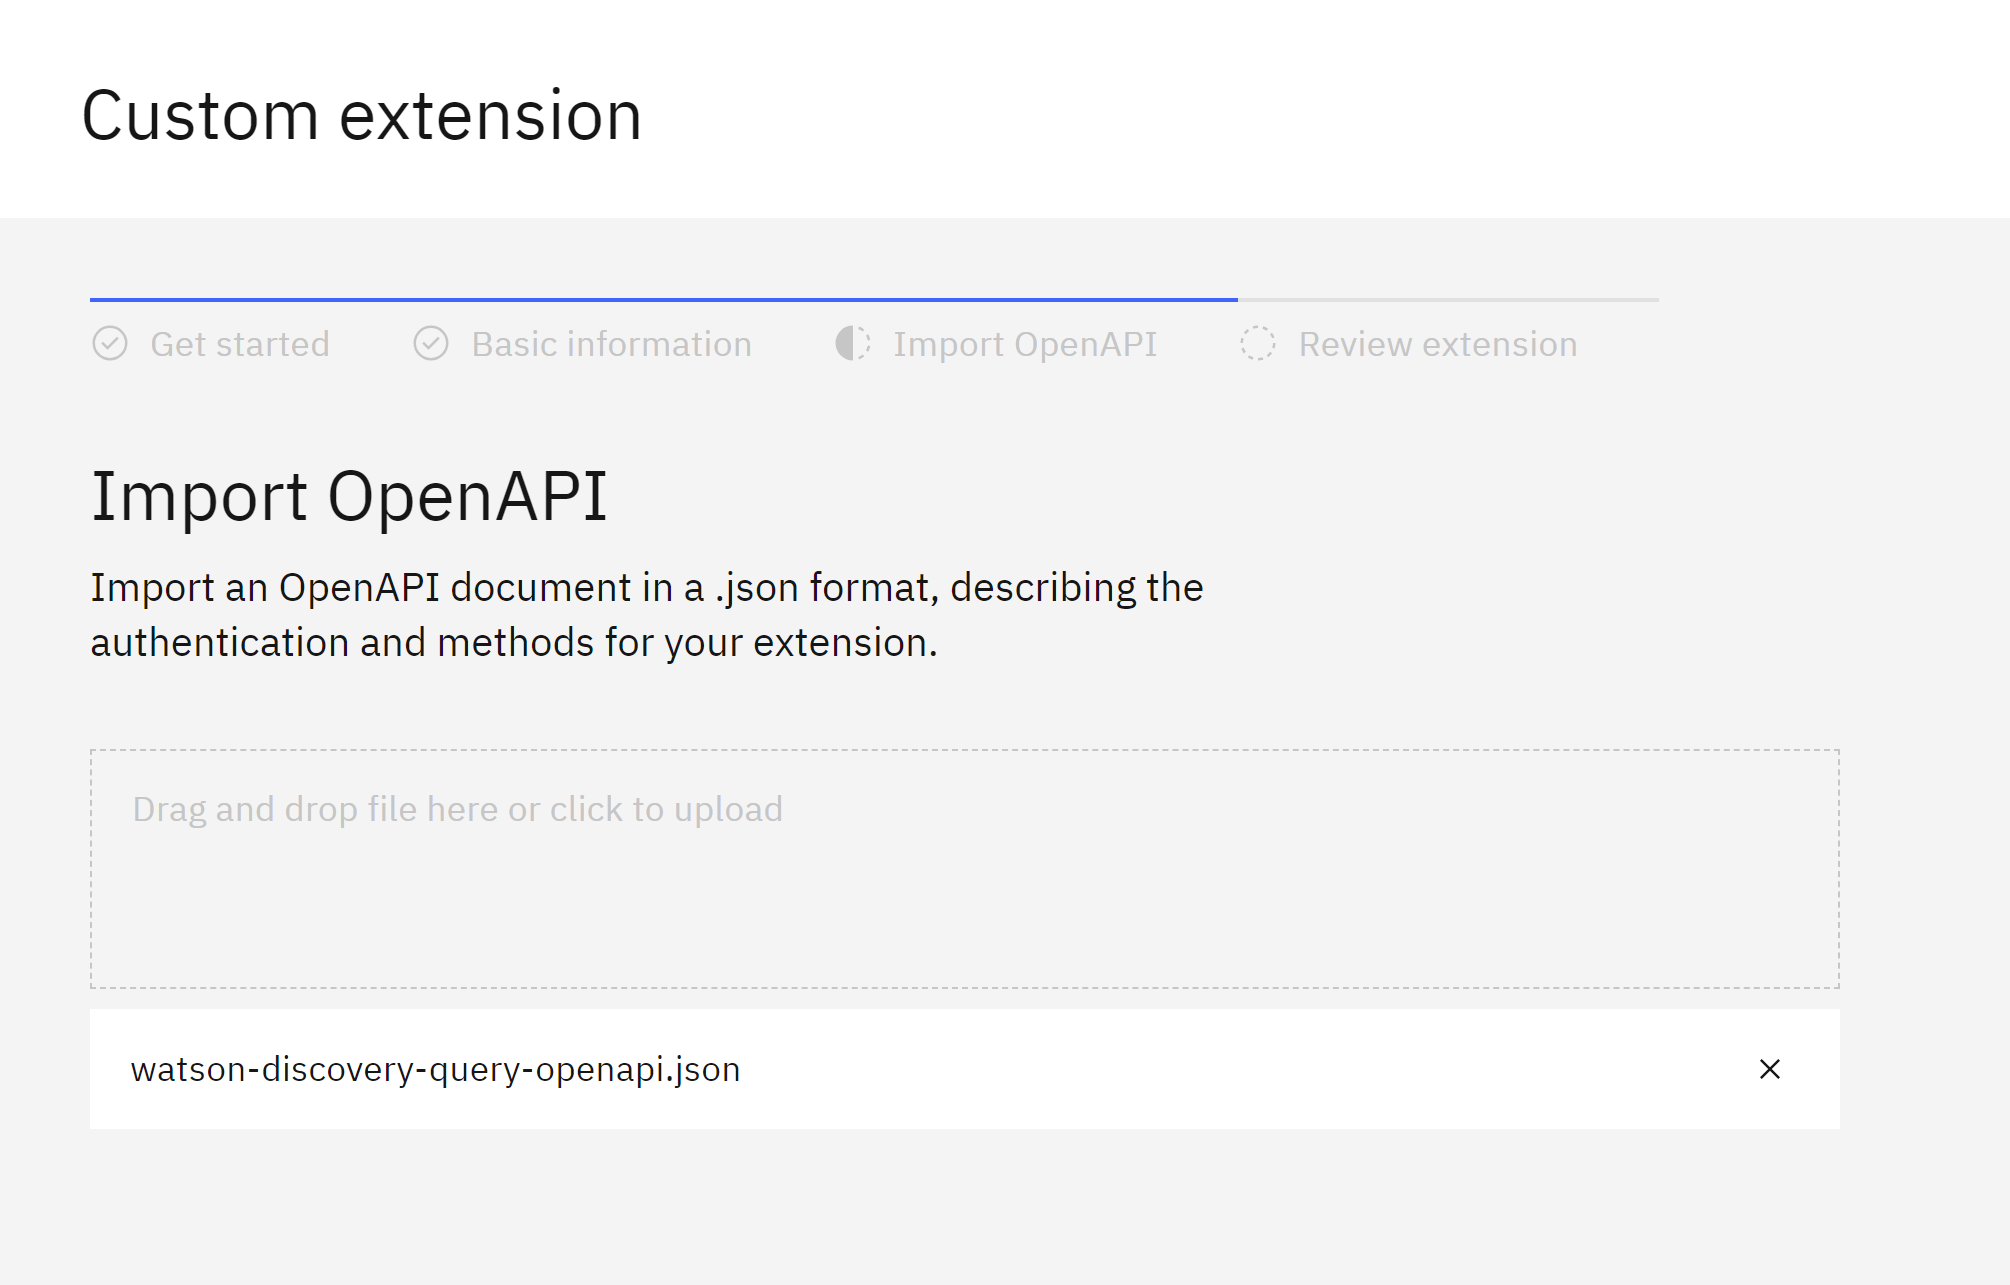 Custom extension
Get started
Basic information
Import OpenAPI
Review extension
Import OpenAPI
Import an OpenAPI document in a .json format, describing the
authentication and methods for your extension.
Drag and drop file here or click to upload
watson-discovery-query-openapi.json